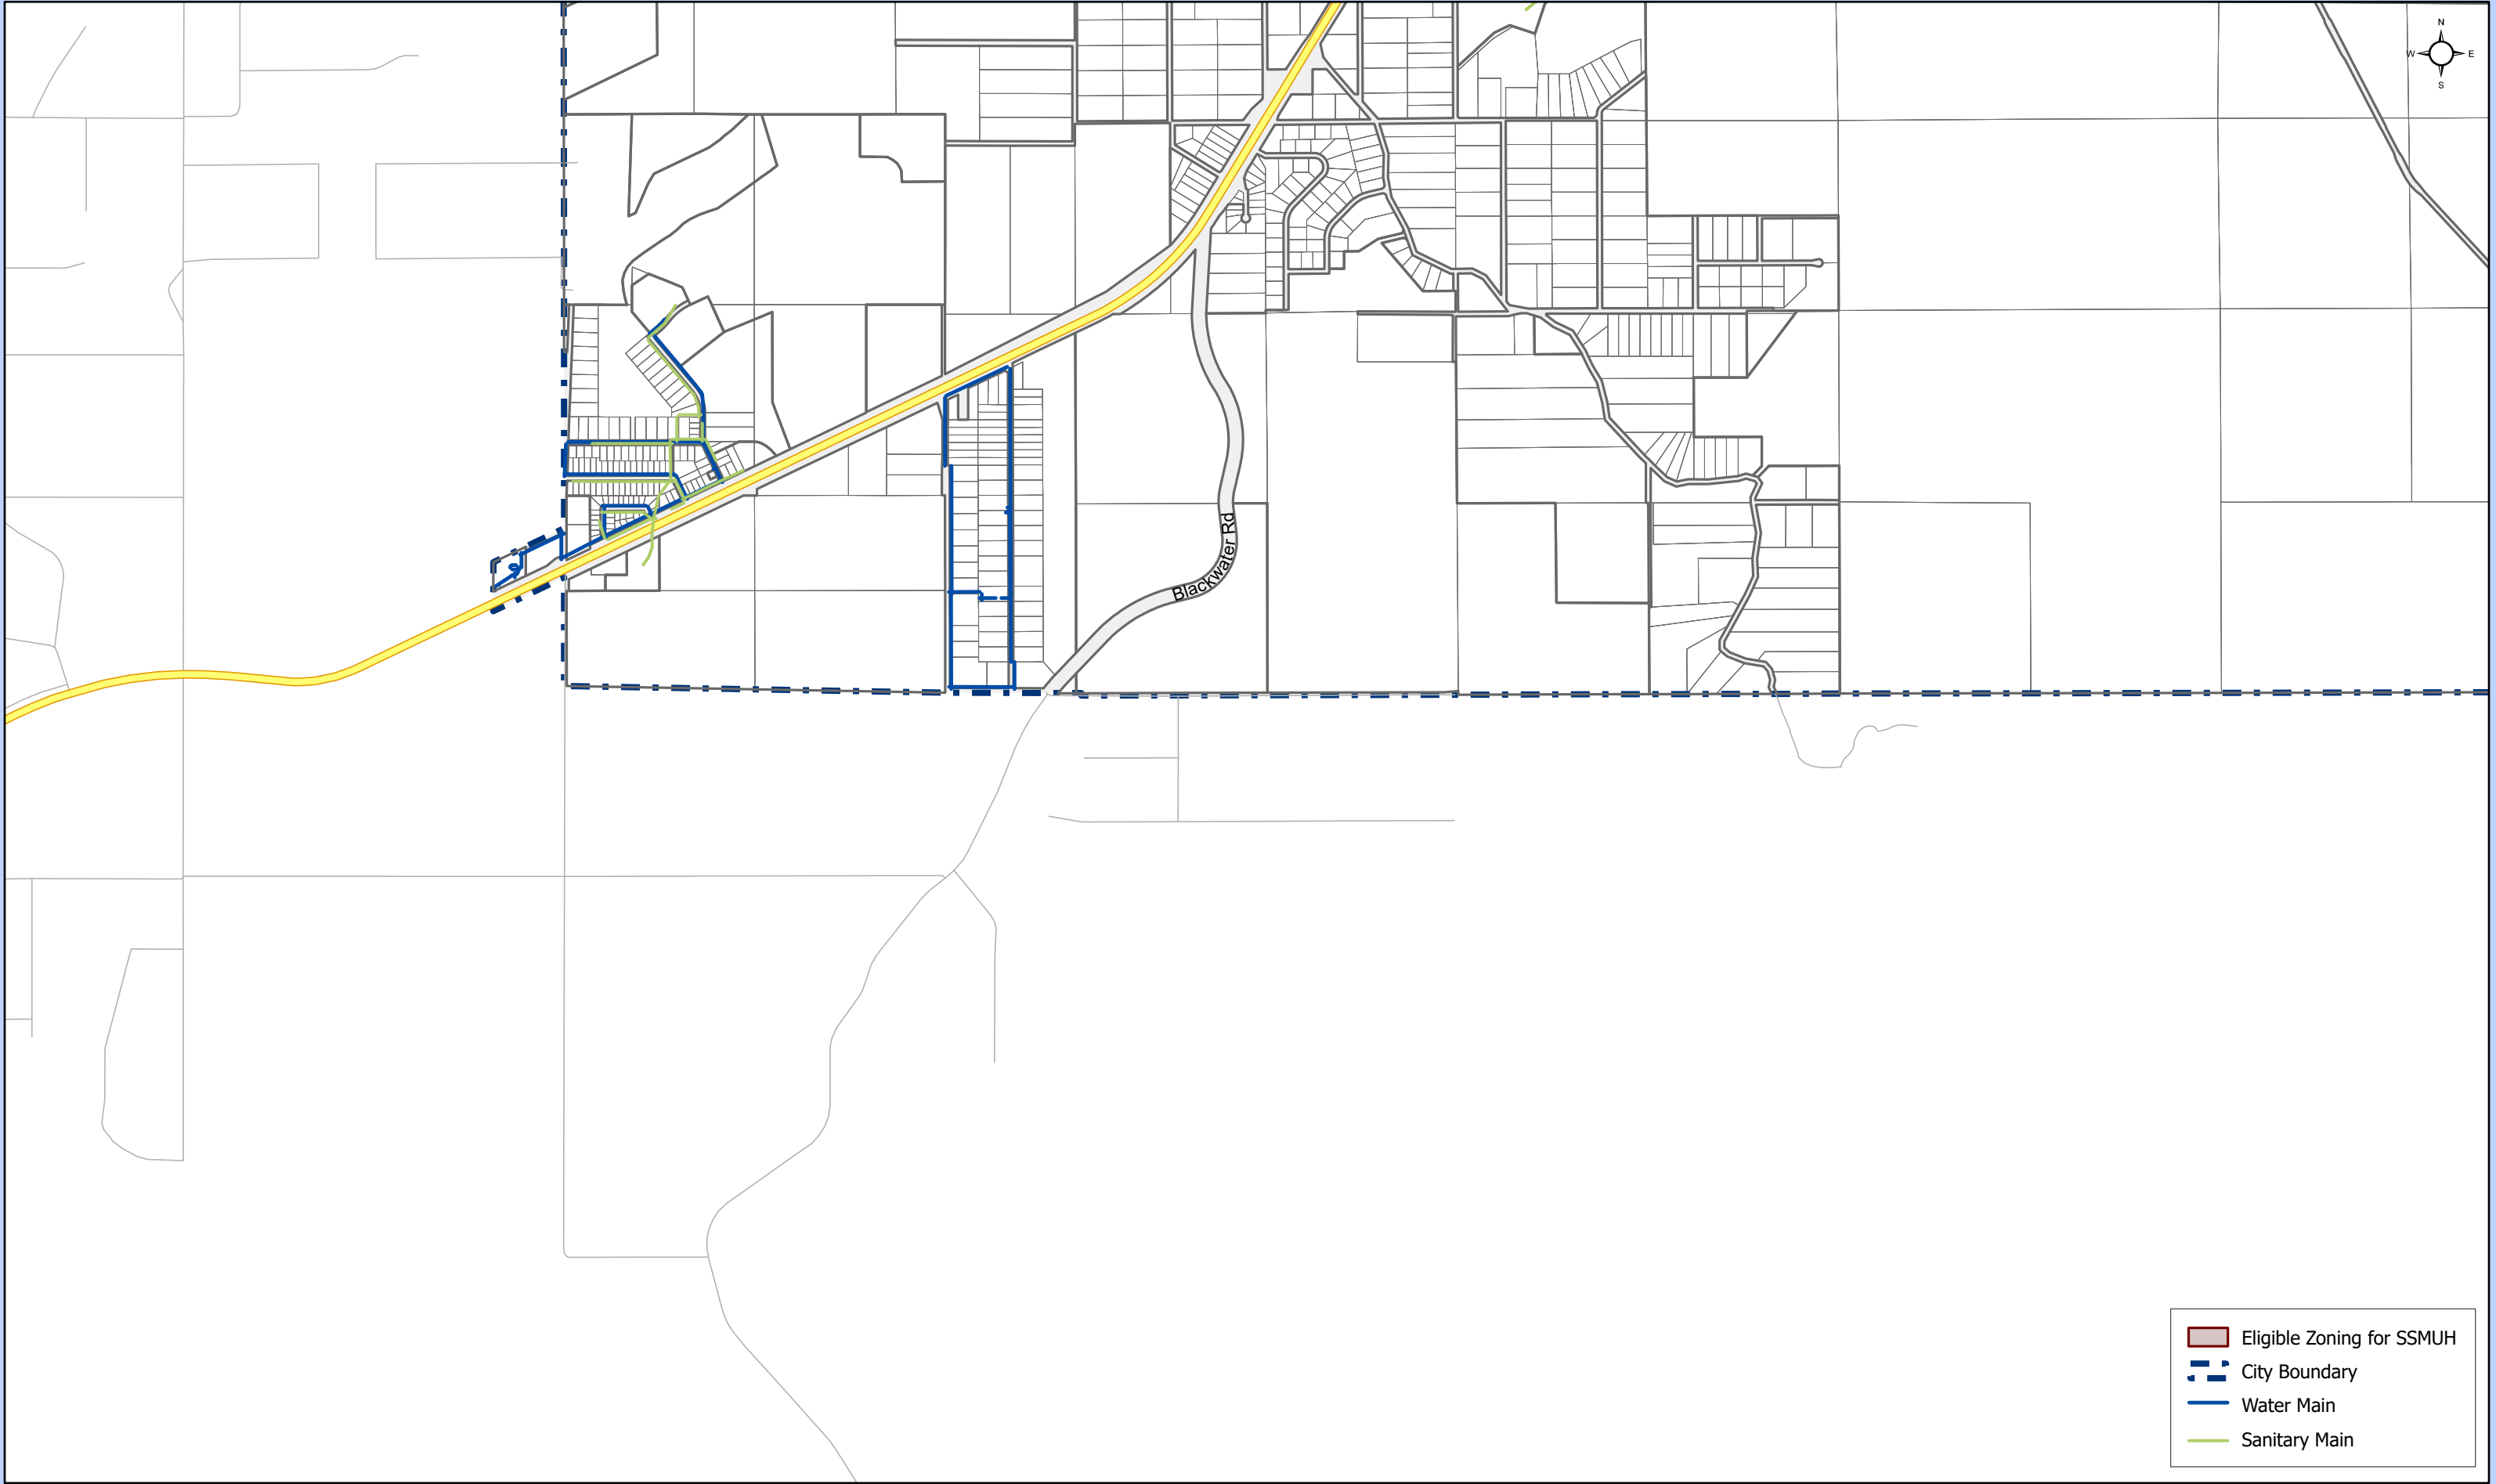 N
W E
S
Blackwater Rd
Eligible Zoning for SSMUH
City Boundary
Water Main
Sanitary Main